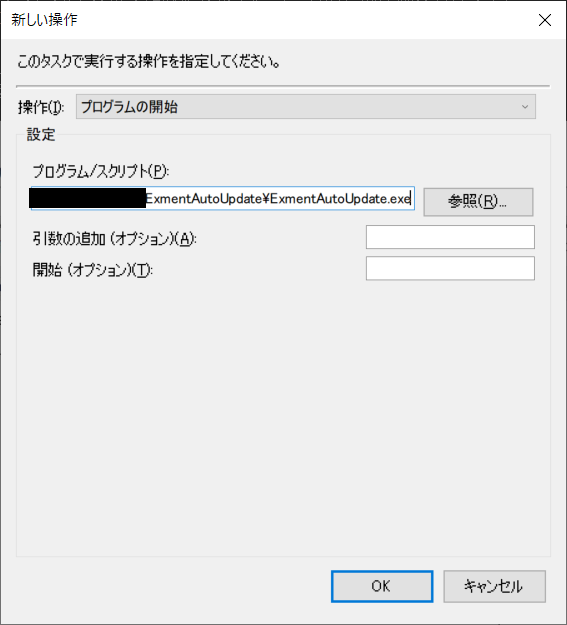 新しい操作
このタスクで実行する操作を指定してください。
操作(I): プログラムの開始
設定
プログラム/スクリプト(P):
ExmentAutoUpdate¥ExmentAutoUpdate.exe 参照(R)...
引数の追加 (オプション)(A):
開始 (オプション)(T):
OK キャンセル